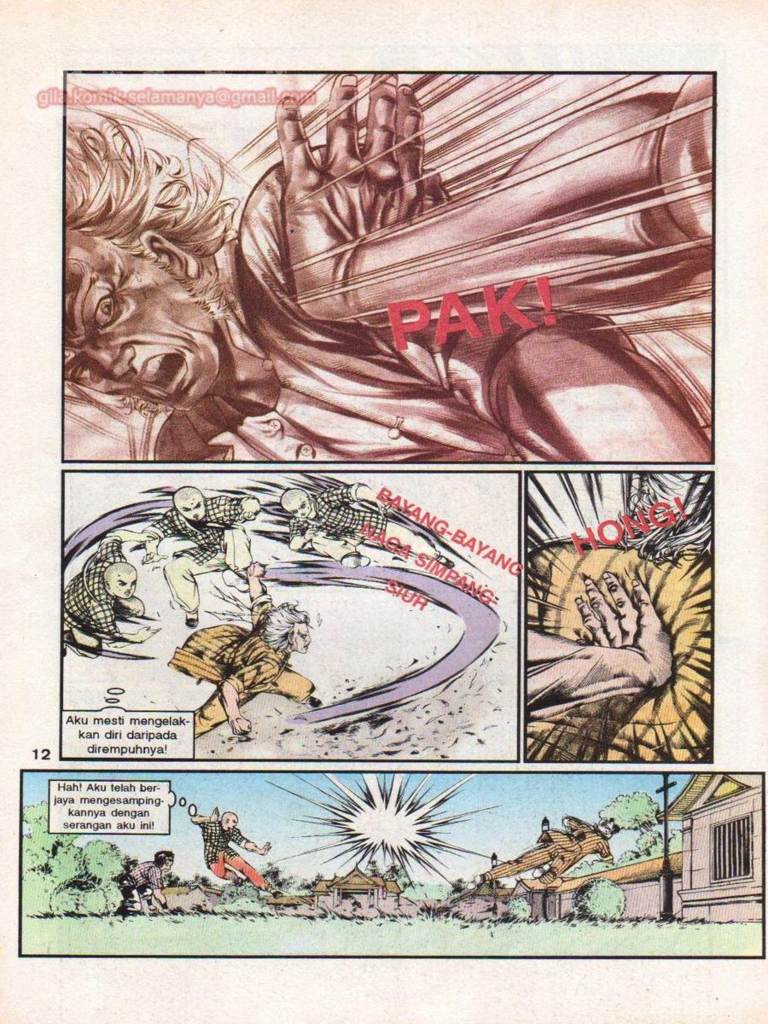 gila.komik.selamanya@gmail.com
PAK!
BAYANG-BAYANG
NAGA SIMPANG-
SIUR
HONG!
Aku mesti mengelak-
kan diri daripada
dirempuhnya!
12
Hah! Aku telah ber-
jaya mengesamping-
kannya dengan
serangan aku ini!